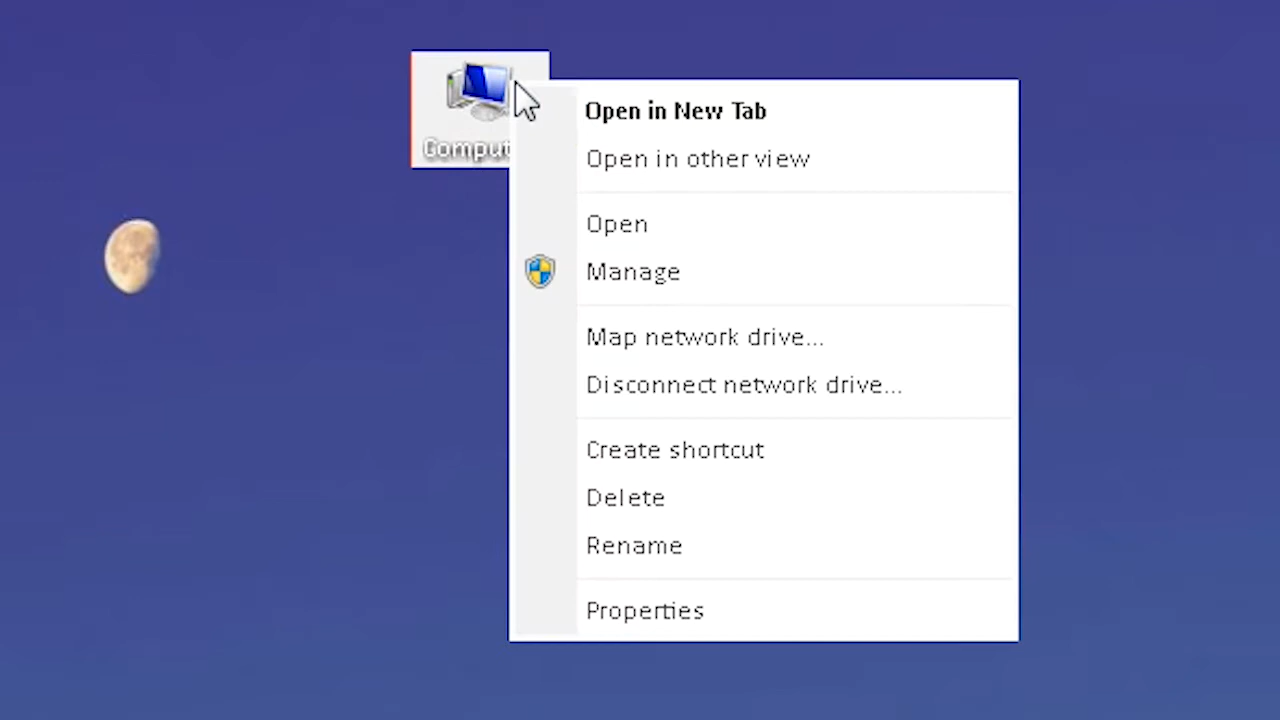 Open in New Tab
Open in other view
Open
Manage
Map network drive...
Disconnect network drive...
Create shortcut
Delete
Rename
Properties